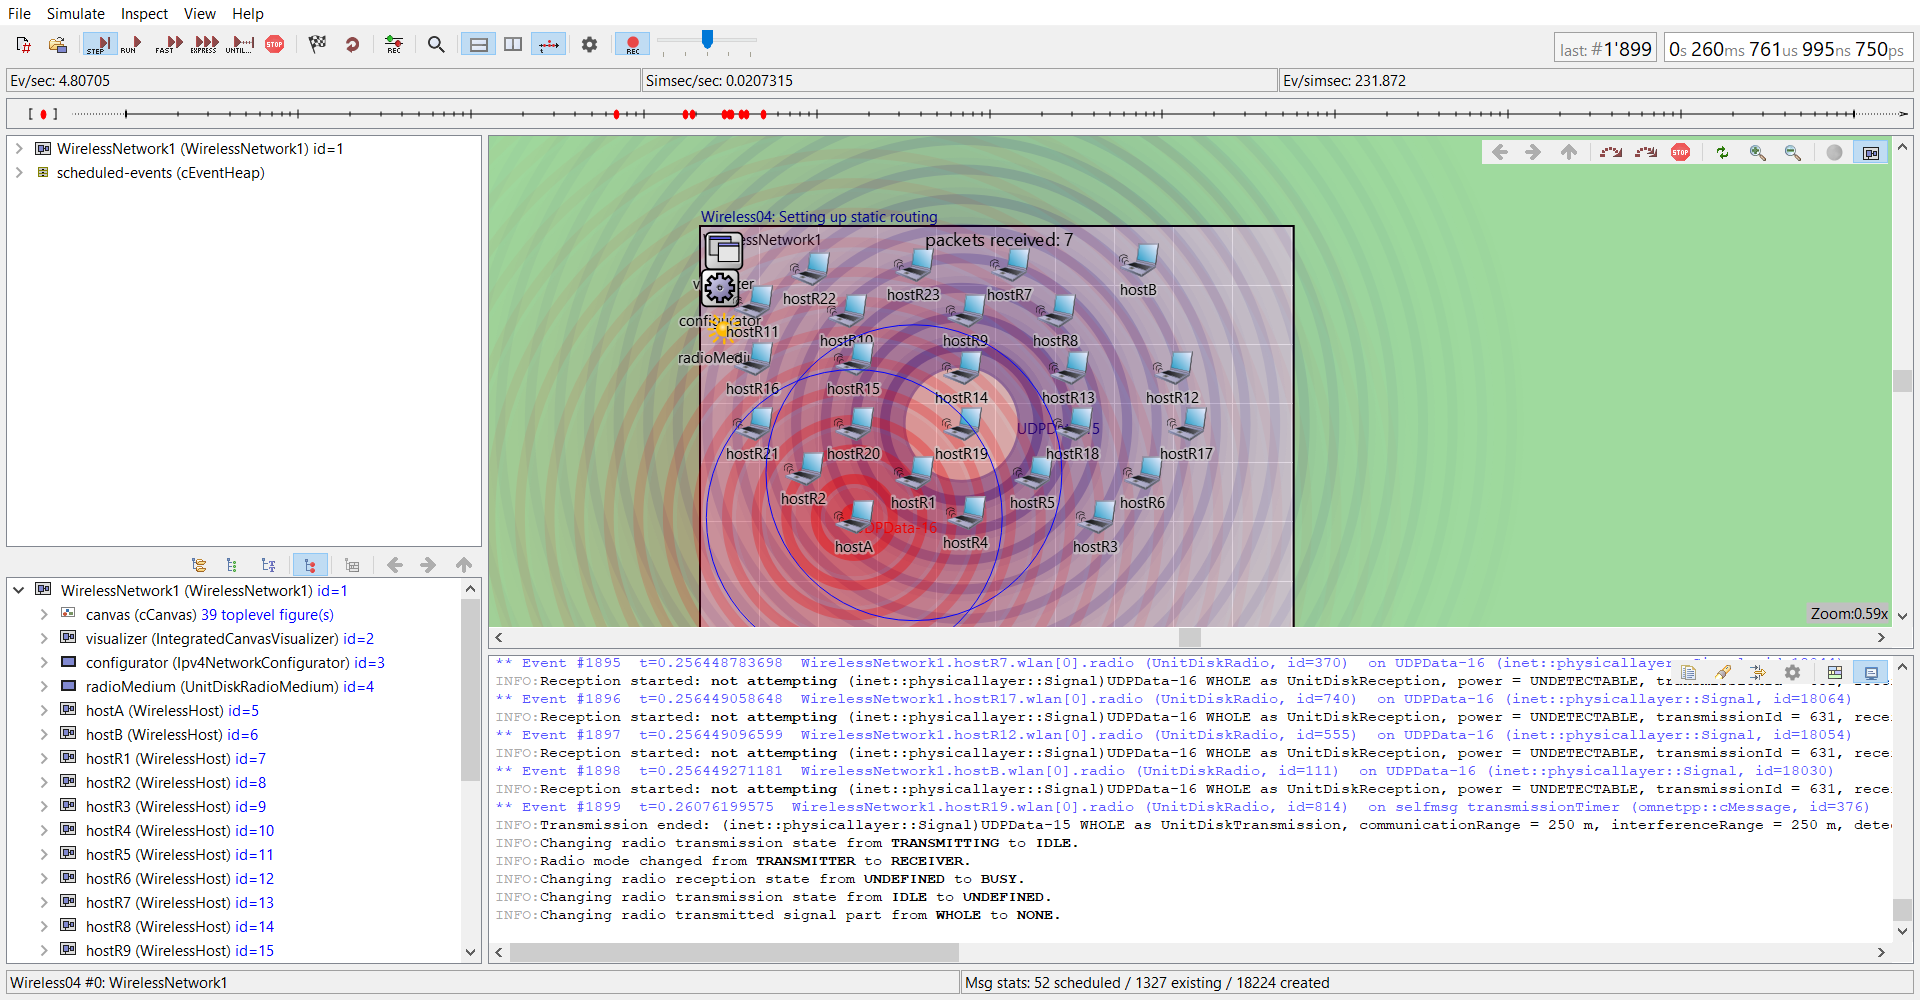 File Simulate Inspect View Help
STEP RUN FAST EXPRESS UNTIL... STOP REC REC
last: #1'899 0s 260ms 761us 995ns 750ps
Ev/sec: 4.80705 Simsec/sec: 0.0207315 Ev/simsec: 231.872
WirelessNetwork1 (WirelessNetwork1) id=1
scheduled-events (cEventHeap)
WirelessNetwork1 (WirelessNetwork1) id=1
canvas (cCanvas) 39 toplevel figure(s)
visualizer (IntegratedCanvasVisualizer) id=2
configurator (Ipv4NetworkConfigurator) id=3
radioMedium (UnitDiskRadioMedium) id=4
hostA (WirelessHost) id=5
hostB (WirelessHost) id=6
hostR1 (WirelessHost) id=7
hostR2 (WirelessHost) id=8
hostR3 (WirelessHost) id=9
hostR4 (WirelessHost) id=10
hostR5 (WirelessHost) id=11
hostR6 (WirelessHost) id=12
hostR7 (WirelessHost) id=13
hostR8 (WirelessHost) id=14
hostR9 (WirelessHost) id=15
STOP
Wireless04: Setting up static routing
essNetwork1 packets received: 7
hostR22 hostR23 hostR7 hostB
configurator
hostR11 hostR10 hostR9 hostR8
radioMedi
hostR16 hostR15 hostR14 hostR13 hostR12
UDPDa
hostR21 hostR20 hostR19 hostR18 hostR17
hostR2 hostR1 hostR5 hostR6
DPData-16
hostA hostR4 hostR3
Zoom:0.59x
** Event #1895 t=0.256448783698 WirelessNetwork1.hostR7.wlan[0].radio (UnitDiskRadio, id=370) on UDPData-16 (inet::physicallayer
INFO:Reception started: not attempting (inet::physicallayer::Signal)UDPData-16 WHOLE as UnitDiskReception, power = UNDETECTABLE,
** Event #1896 t=0.256449058648 WirelessNetwork1.hostR17.wlan[0].radio (UnitDiskRadio, id=740) on UDPData-16 (inet::physicallayer::Signal, id=18064)
INFO:Reception started: not attempting (inet::physicallayer::Signal)UDPData-16 WHOLE as UnitDiskReception, power = UNDETECTABLE, transmissionId = 631, rece
** Event #1897 t=0.256449096599 WirelessNetwork1.hostR12.wlan[0].radio (UnitDiskRadio, id=555) on UDPData-16 (inet::physicallayer::Signal, id=18054)
INFO:Reception started: not attempting (inet::physicallayer::Signal)UDPData-16 WHOLE as UnitDiskReception, power = UNDETECTABLE, transmissionId = 631, rece
** Event #1898 t=0.256449271181 WirelessNetwork1.hostB.wlan[0].radio (UnitDiskRadio, id=111) on UDPData-16 (inet::physicallayer::Signal, id=18030)
INFO:Reception started: not attempting (inet::physicallayer::Signal)UDPData-16 WHOLE as UnitDiskReception, power = UNDETECTABLE, transmissionId = 631, rece
** Event #1899 t=0.26076199575 WirelessNetwork1.hostR19.wlan[0].radio (UnitDiskRadio, id=814) on selfmsg transmissionTimer (omnetpp::cMessage, id=376)
INFO:Transmission ended: (inet::physicallayer::Signal)UDPData-15 WHOLE as UnitDiskTransmission, communicationRange = 250 m, interferenceRange = 250 m, dete
INFO:Changing radio transmission state from TRANSMITTING to IDLE.
INFO:Radio mode changed from TRANSMITTER to RECEIVER.
INFO:Changing radio reception state from UNDEFINED to BUSY.
INFO:Changing radio transmission state from IDLE to UNDEFINED.
INFO:Changing radio transmitted signal part from WHOLE to NONE.
Wireless04 #0: WirelessNetwork1 Msg stats: 52 scheduled / 1327 existing / 18224 created